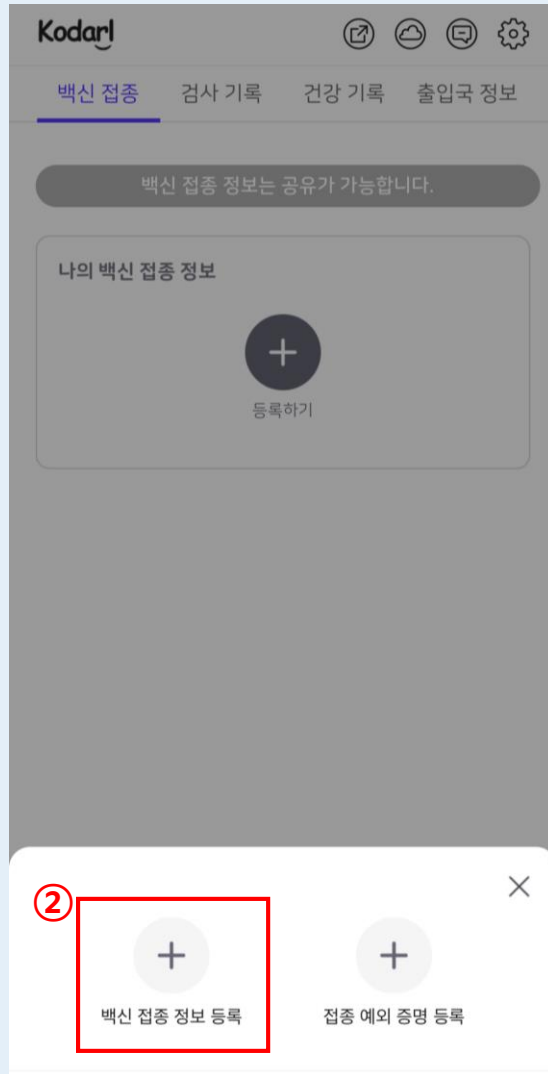 Kodarl
백신 접종 검사 기록 건강 기록 출입국 정보
백신 접종 정보는 공유가 가능합니다.
나의 백신 접종 정보
등록하기
②
백신 접종 정보 등록 접종 예외 증명 등록